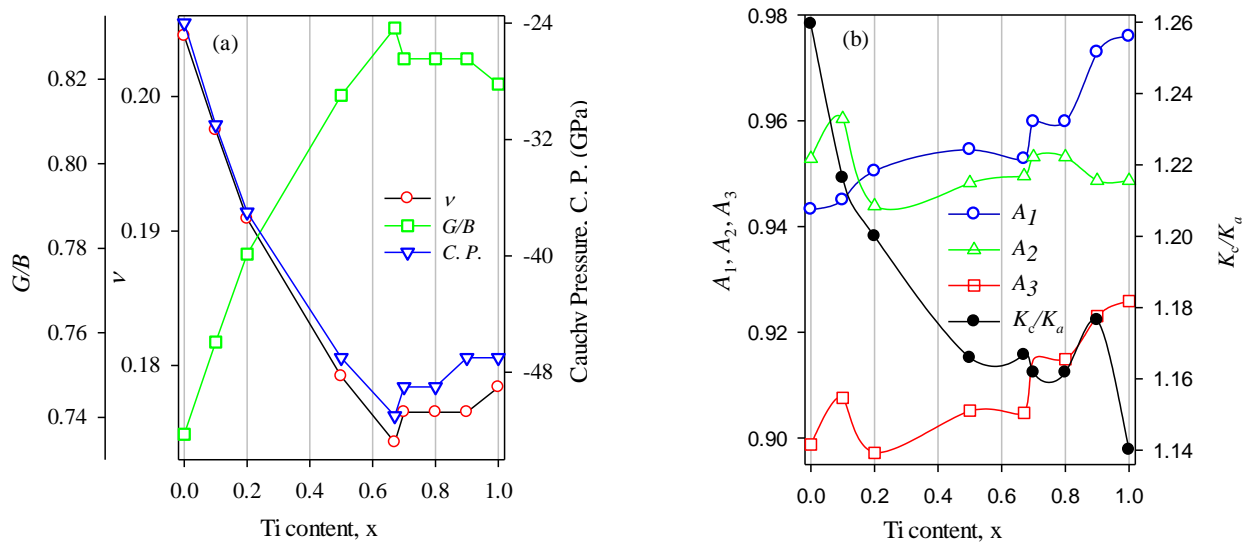 (a)
G/B
0.82
0.80
0.78
0.76
0.74
ν
0.20
0.19
0.18
Cauchy Pressure, C. P. (GPa)
-24
-32
-40
-48
ν
G/B
C. P.
0.0 0.2 0.4 0.6 0.8 1.0
Ti content, x
(b)
A1, A2, A3
0.98
0.96
0.94
0.92
0.90
Kc/Ka
1.26
1.24
1.22
1.20
1.18
1.16
1.14
A1
A2
A3
Kc/Ka
0.0 0.2 0.4 0.6 0.8 1.0
Ti content, x